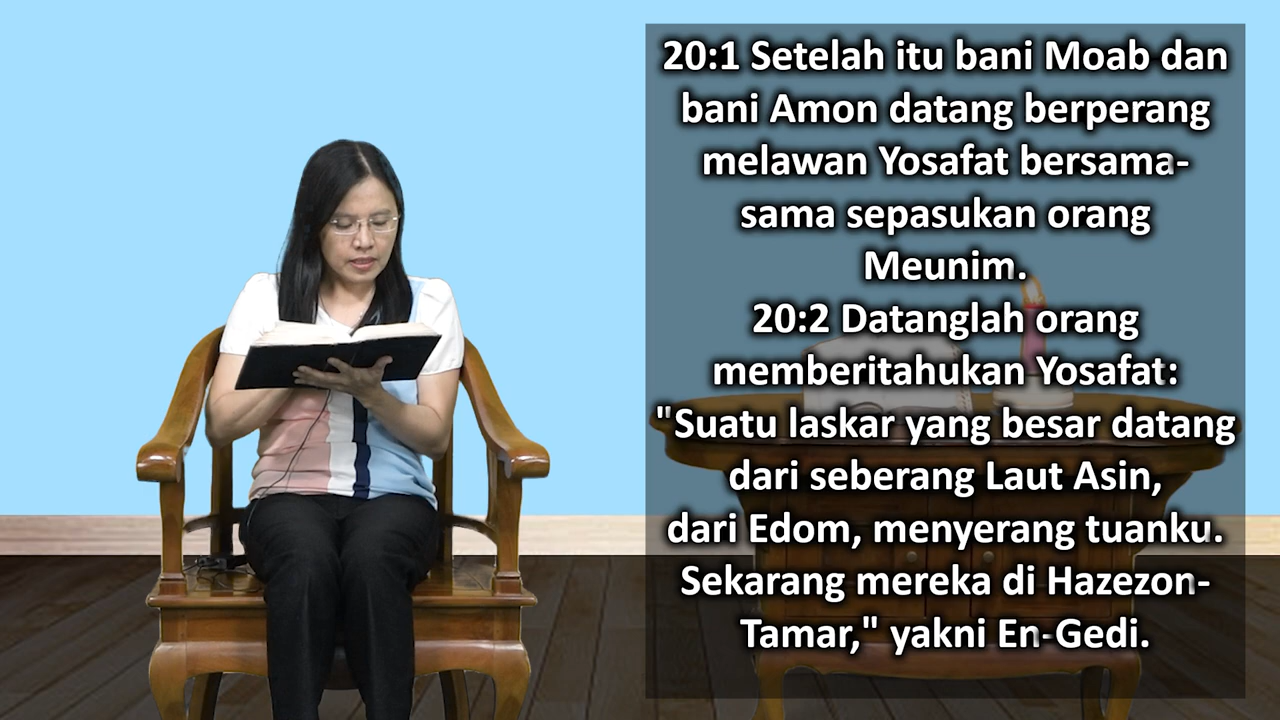 20:1 Setelah itu bani Moab dan
bani Amon datang berperang
melawan Yosafat bersama-
sama sepasukan orang
Meunim.
20:2 Datanglah orang
memberitahukan Yosafat:
"Suatu laskar yang besar datang
dari seberang Laut Asin,
dari Edom, menyerang tuanku.
Sekarang mereka di Hazezon-
Tamar," yakni En-Gedi.